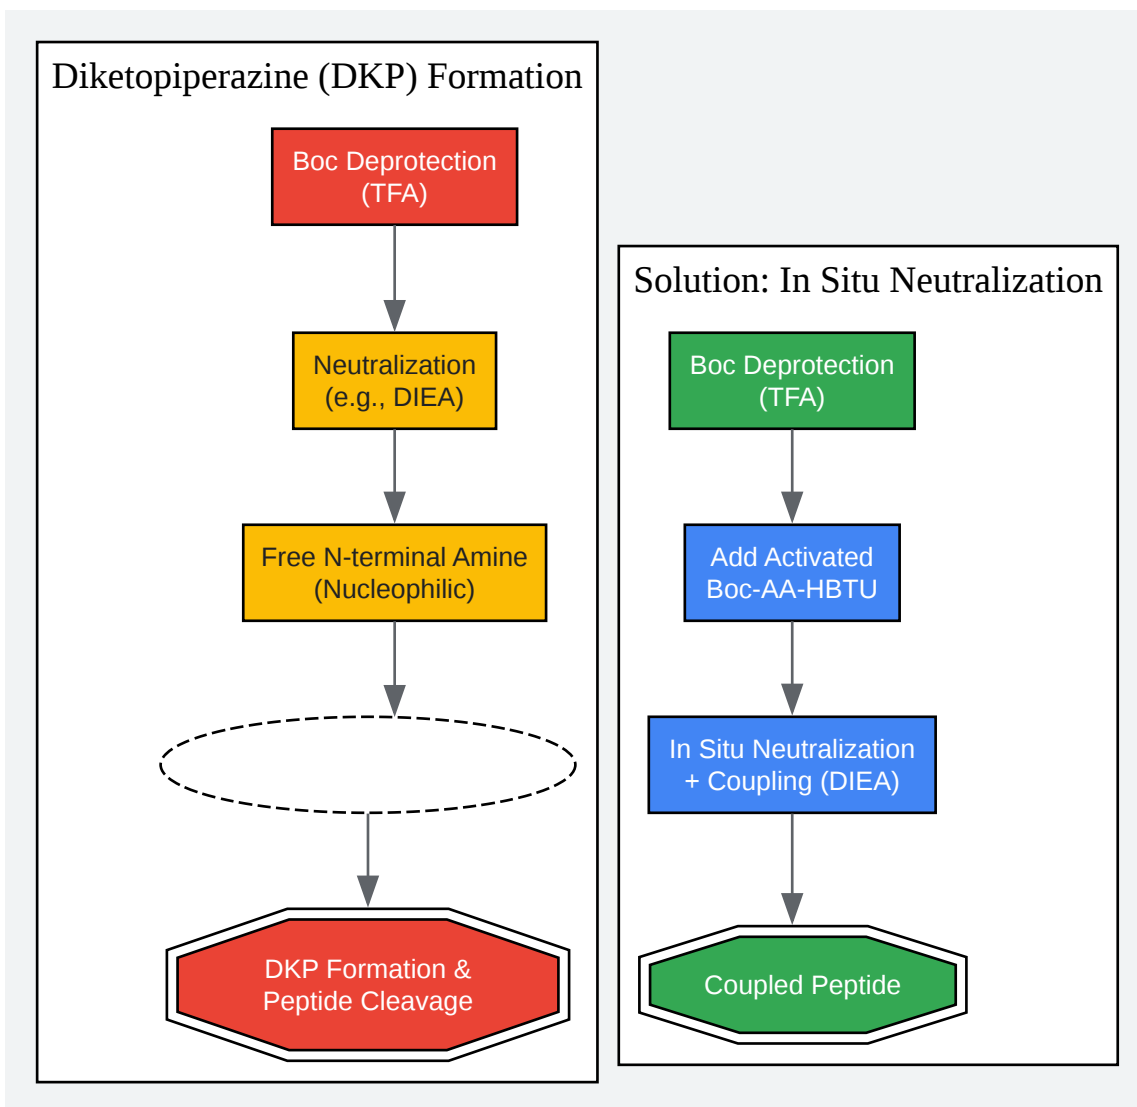 Diketopiperazine (DKP) Formation
Boc Deprotection
(TFA)
Neutralization
(e.g., DIEA)
Free N-terminal Amine
(Nucleophilic)
DKP Formation &
Peptide Cleavage
Solution: In Situ Neutralization
Boc Deprotection
(TFA)
Add Activated
Boc-AA-HBTU
In Situ Neutralization
+ Coupling (DIEA)
Coupled Peptide